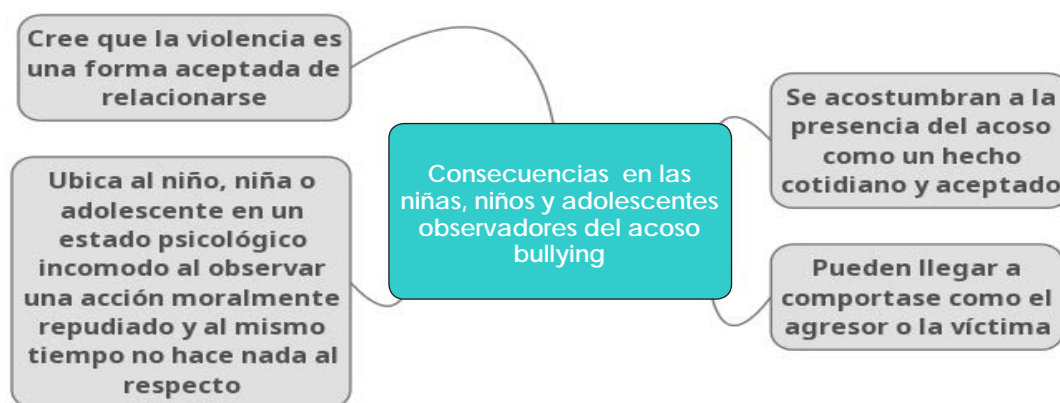 Cree que la violencia es
una forma aceptada de
relacionarse
Ubica al niño, niña o
adolescente en un
estado psicológico
incomodo al observar
una acción moralmente
repudiado y al mismo
tiempo no hace nada al
respecto
Consecuencias en las
niñas, niños y adolescentes
observadores del acoso
bullying
Se acostumbran a la
presencia del acoso
como un hecho
cotidiano y aceptado
Pueden llegar a
comportase como el
agresor o la víctima